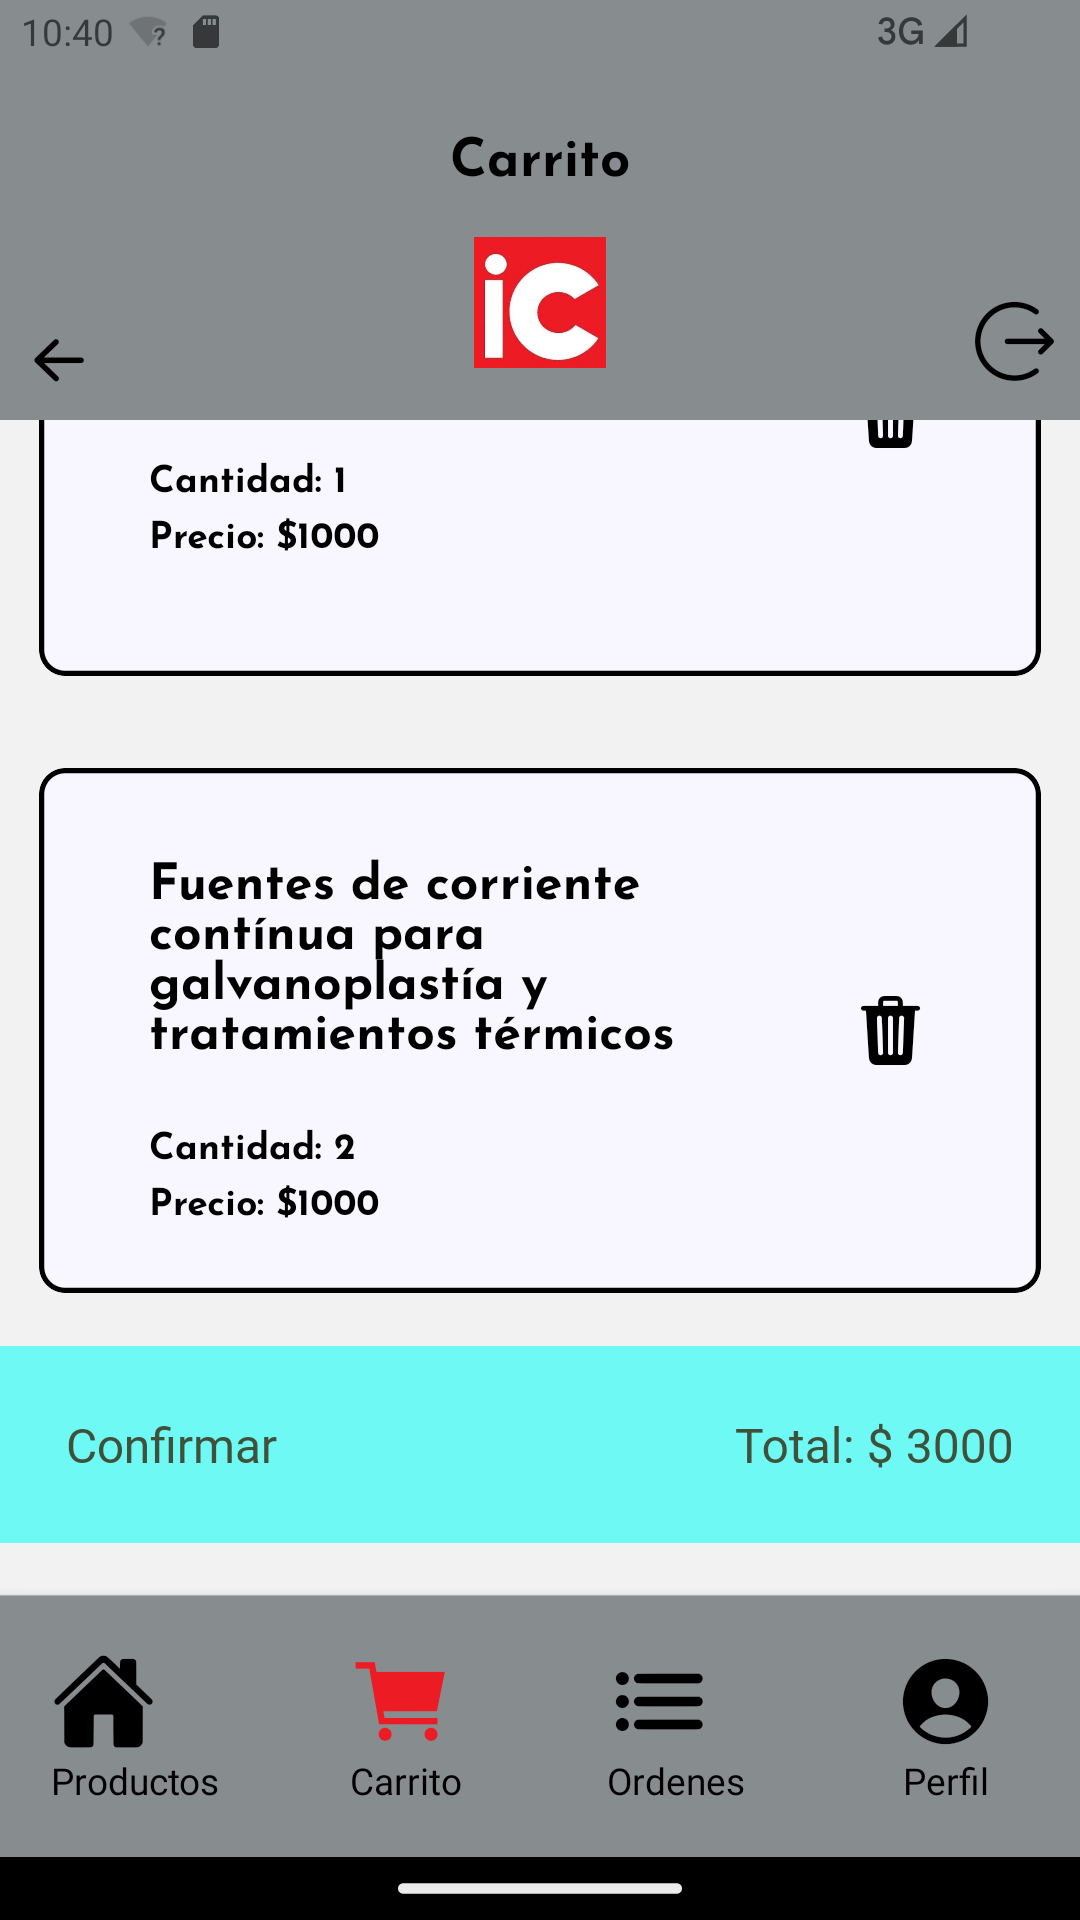 10:40
3G
Carrito
iC
Cantidad: 1
Precio: $1000
Fuentes de corriente
contínua para
galvanoplastía y
tratamientos térmicos
Cantidad: 2
Precio: $1000
Confirmar
Total: $ 3000
Productos
Carrito
Ordenes
Perfil